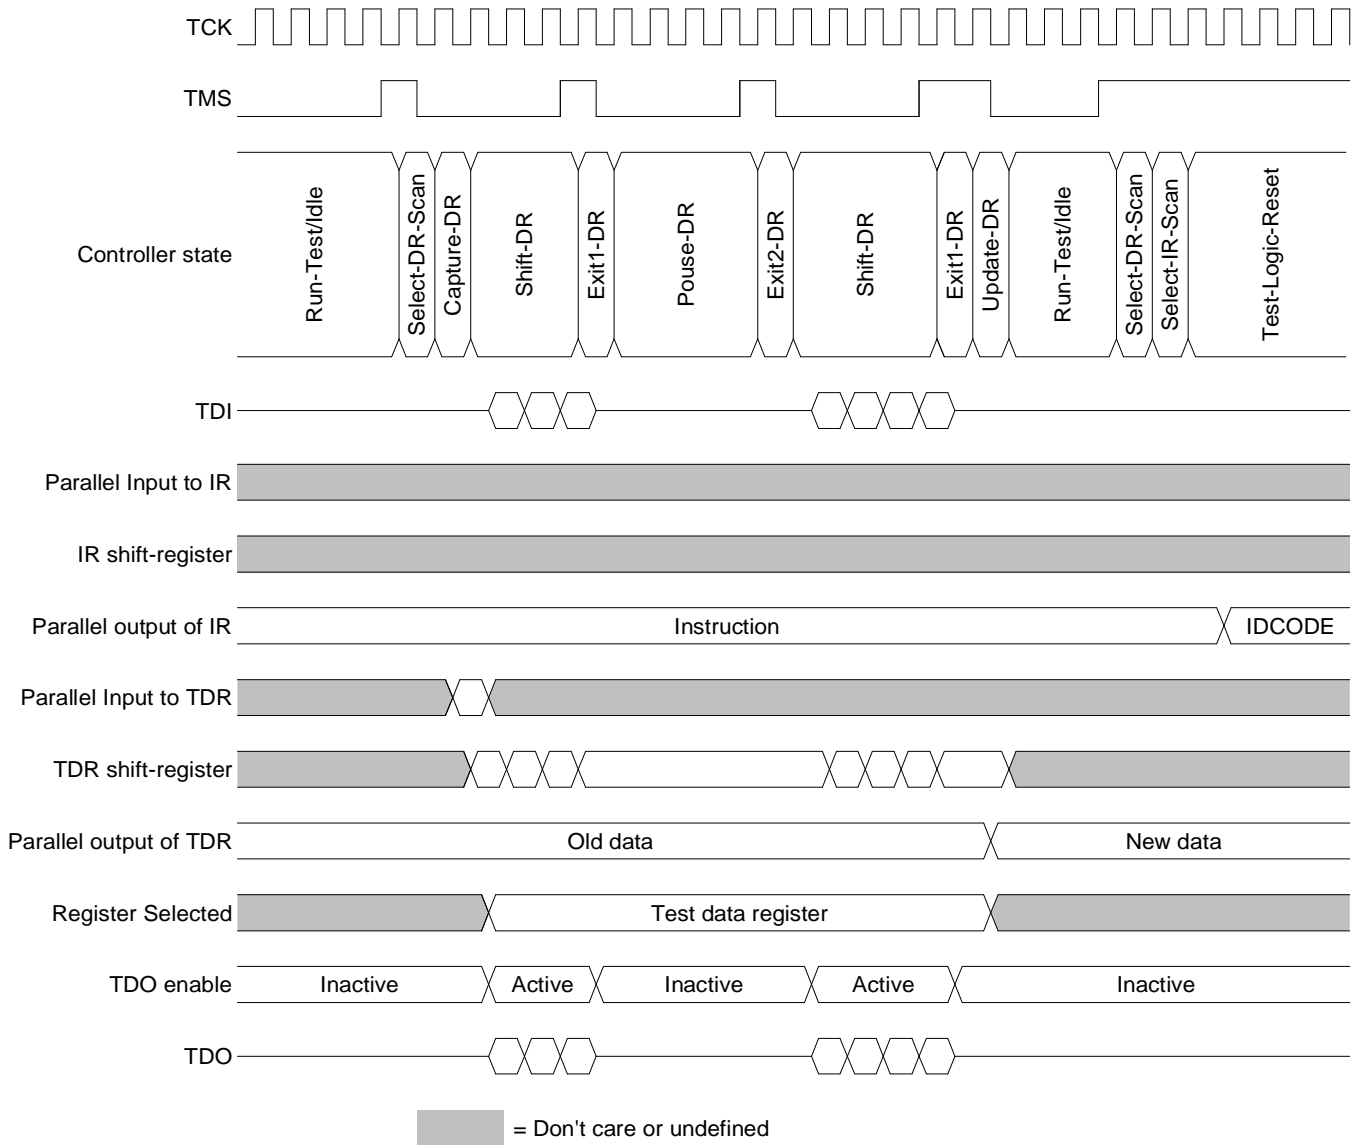 TCK
TMS
Controller state
Run-Test/Idle
Select-DR-Scan
Capture-DR
Shift-DR
Exit1-DR
Pouse-DR
Exit2-DR
Shift-DR
Exit1-DR
Update-DR
Run-Test/Idle
Select-DR-Scan
Select-IR-Scan
Test-Logic-Reset
TDI
Parallel Input to IR
IR shift-register
Parallel output of IR
Instruction
IDCODE
Parallel Input to TDR
TDR shift-register
Parallel output of TDR
Old data
New data
Register Selected
Test data register
TDO enable
Inactive
Active
Inactive
Active
Inactive
TDO
= Don't care or undefined